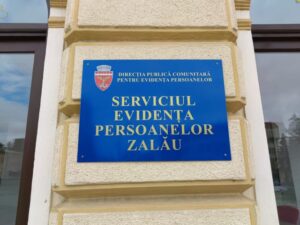 DIRECȚIA PUBLICĂ COMUNITARĂ
PENTRU EVIDENȚA PERSOANELOR
SERVICIUL
EVIDENȚA
PERSOANELOR
ZALĂU